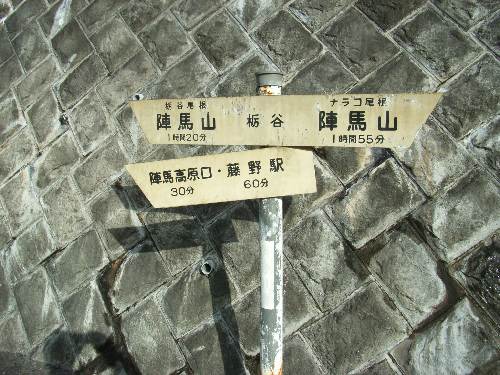 栃谷尾根
陣馬山
1時間20分
栃谷
ナラコ尾根
陣馬山
1時間55分
陣馬高原口・藤野駅
30分 60分